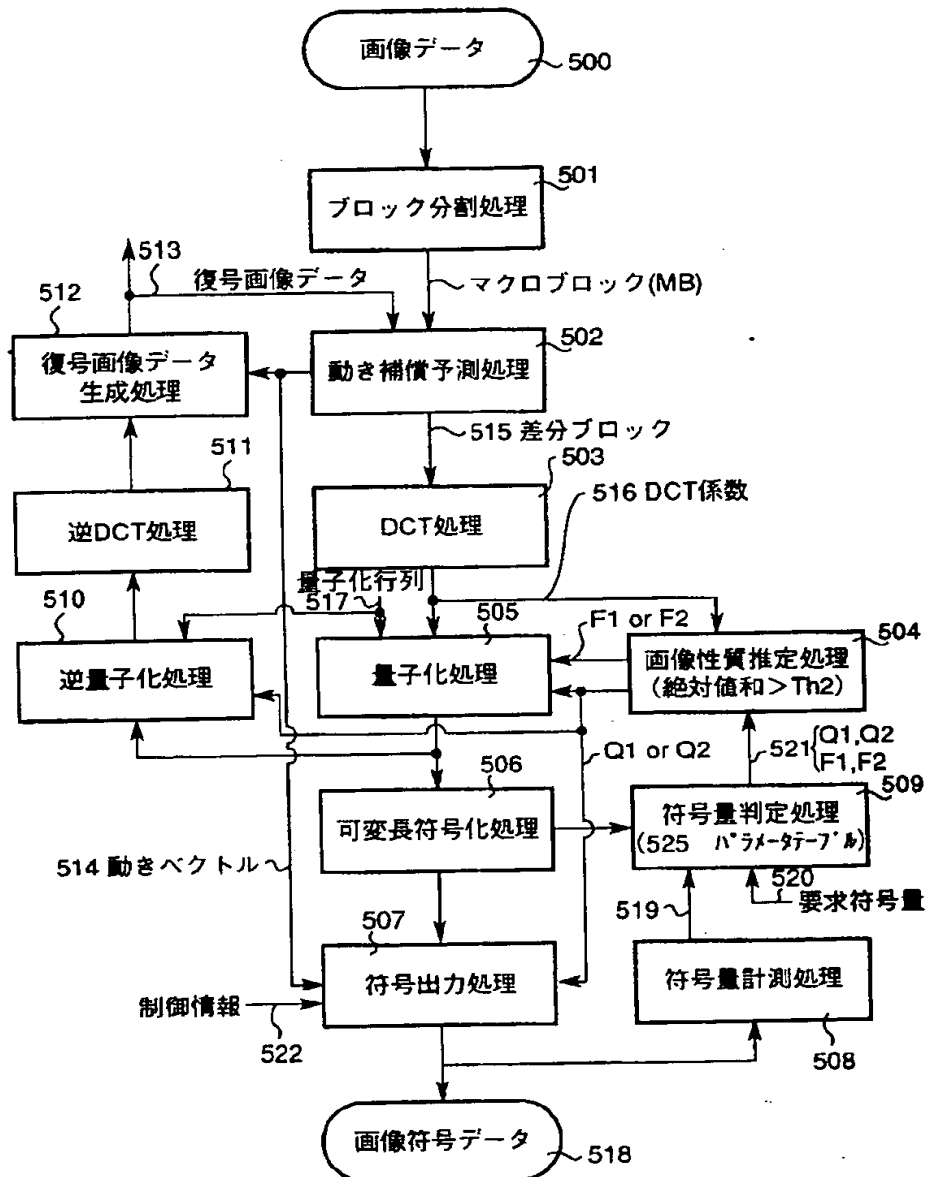 画像データ
500
501
ブロック分割処理
513
復号画像データ
マクロブロック(MB)
512
復号画像データ
生成処理
502
動き補償予測処理
515 差分ブロック
511
逆DCT処理
503
DCT処理
516 DCT係数
量子化行列
517
510
逆量子化処理
505
量子化処理
F1 or F2
504
画像性質推定処理
(絶対値和>Th2)
Q1 or Q2
521
Q1,Q2
F1,F2
506
可変長符号化処理
509
符号量判定処理
(525 パラメータテーブル)
514 動きベクトル
519
520
要求符号量
507
符号出力処理
符号量計測処理
508
制御情報
522
画像符号データ
518